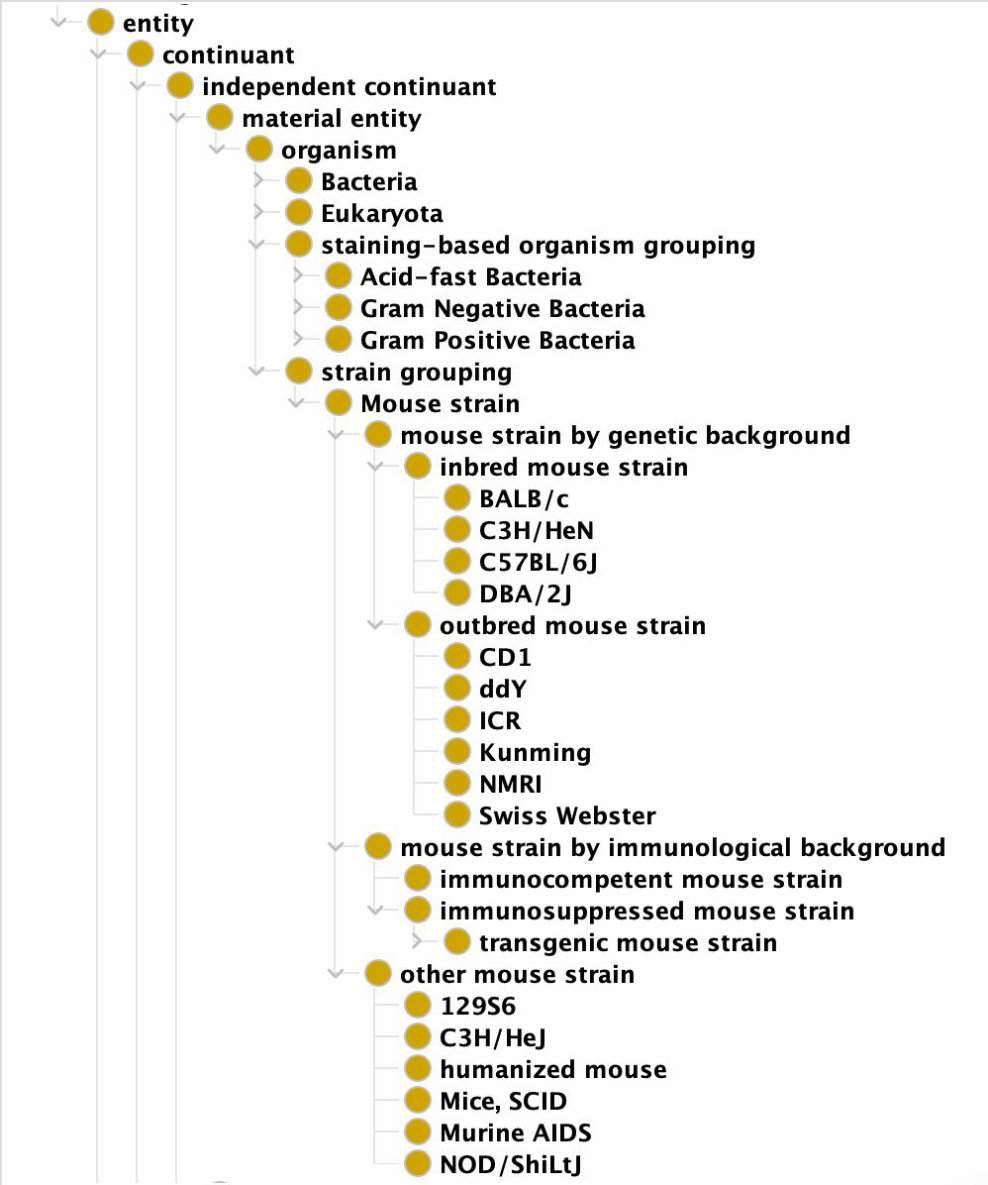 entity
continuant
independent continuant
material entity
organism
Bacteria
Eukaryota
staining-based organism grouping
Acid-fast Bacteria
Gram Negative Bacteria
Gram Positive Bacteria
strain grouping
Mouse strain
mouse strain by genetic background
inbred mouse strain
BALB/c
C3H/HeN
C57BL/6J
DBA/2J
outbred mouse strain
CD1
ddY
ICR
Kunming
NMRI
Swiss Webster
mouse strain by immunological background
immunocompetent mouse strain
immunosuppressed mouse strain
transgenic mouse strain
other mouse strain
129S6
C3H/HeJ
humanized mouse
Mice, SCID
Murine AIDS
NOD/ShiLtJ